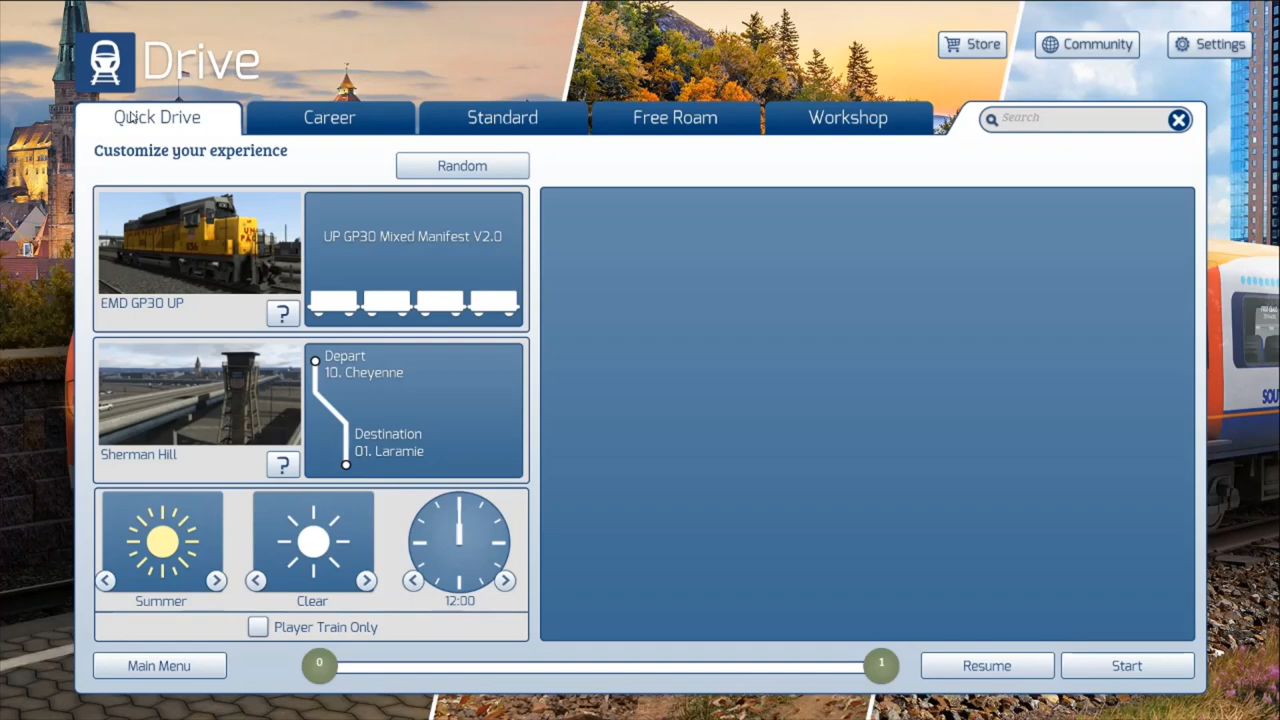 Drive
Store
Community
Settings
Quick Drive
Career
Standard
Free Roam
Workshop
Search
Customize your experience
Random
UP GP30 Mixed Manifest V2.0
EMD GP30 UP
?
Depart
10. Cheyenne
Destination
01. Laramie
Sherman Hill
?
Summer
Clear
12:00
Player Train Only
Main Menu
0
1
Resume
Start